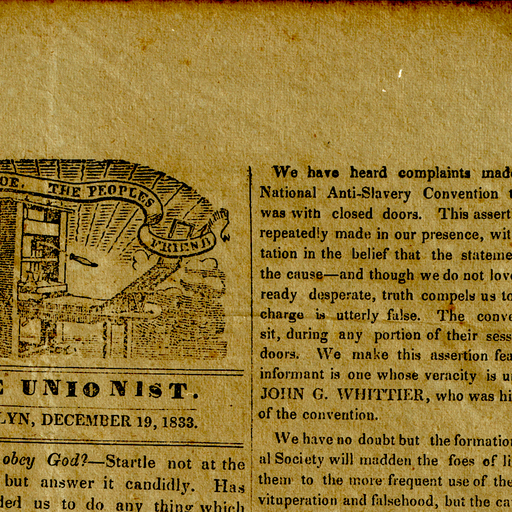 OE. THE PEOPLES
FRIEND
E UNIONIST.
LYN, DECEMBER 19, 1833.
obey God?—Startle not at the
but answer it candidly. Has
ded us to do any thing which
We have heard complaints mad
National Anti-Slavery Convention
was with closed doors. This assert
repeatedly made in our presence, wit
tation in the belief that the stateme
the cause—and though we do not love
ready desperate, truth compels us to
charge is utterly false. The conve
sit, during any portion of their sess
doors. We make this assertion fea
informant is one whose veracity is u
JOHN G. WHITTIER, who was hi
of the convention.
We have no doubt but the formation
al Society will madden the foes of li
them to the more frequent use of the
vituperation and falsehood, but the ca